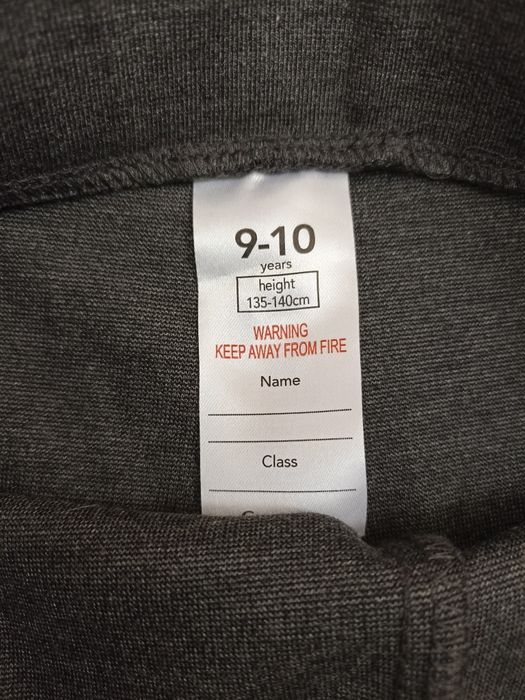 9-10
years
height
135-140cm
WARNING
KEEP AWAY FROM FIRE
Name
Class